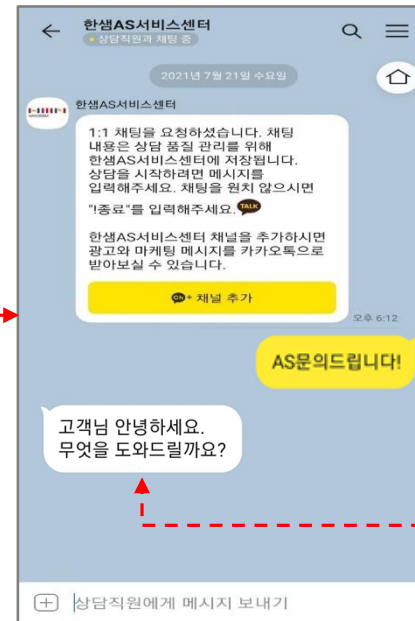 한샘AS서비스센터
상담직원과 채팅 중
2021년 7월 21일 수요일
한샘AS서비스센터
1:1 채팅을 요청하셨습니다. 채팅
내용은 상담 품질 관리를 위해
한샘AS서비스센터에 저장됩니다.
상담을 시작하려면 메시지를
입력해주세요. 채팅을 원치 않으시면
"!종료"를 입력해주세요. TALK
한샘AS서비스센터 채널을 추가하시면
광고와 마케팅 메시지를 카카오톡으로
받아보실 수 있습니다.
Ch+ 채널 추가
오후 6:12
AS문의드립니다!
고객님 안녕하세요.
무엇을 도와드릴까요?
상담직원에게 메시지 보내기